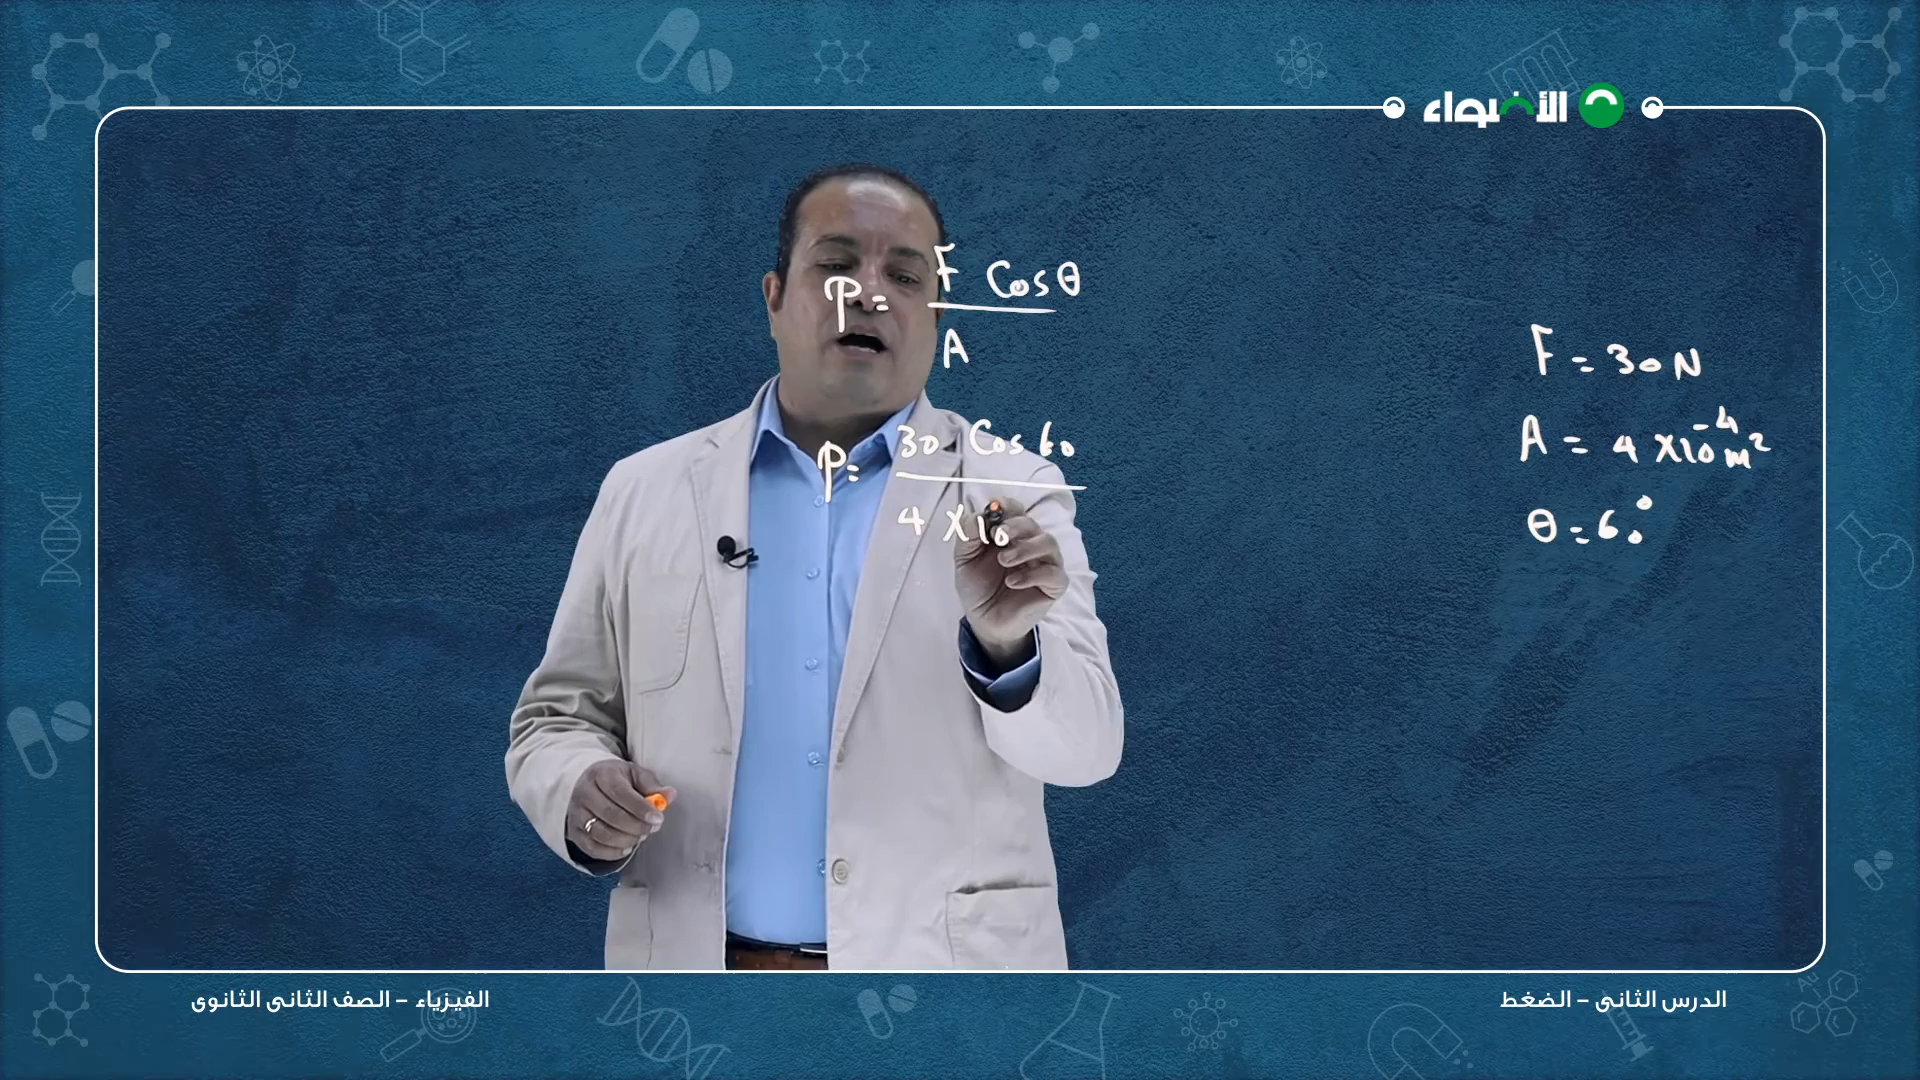 الأضواء
P = F Cos θ / A
F = 30 N
P = 30 Cos 60 / 4 × 10
A = 4 × 10⁻⁴ m²
θ = 60°
الدرس الثانى – الضغط
الفيزياء – الصف الثانى الثانوى